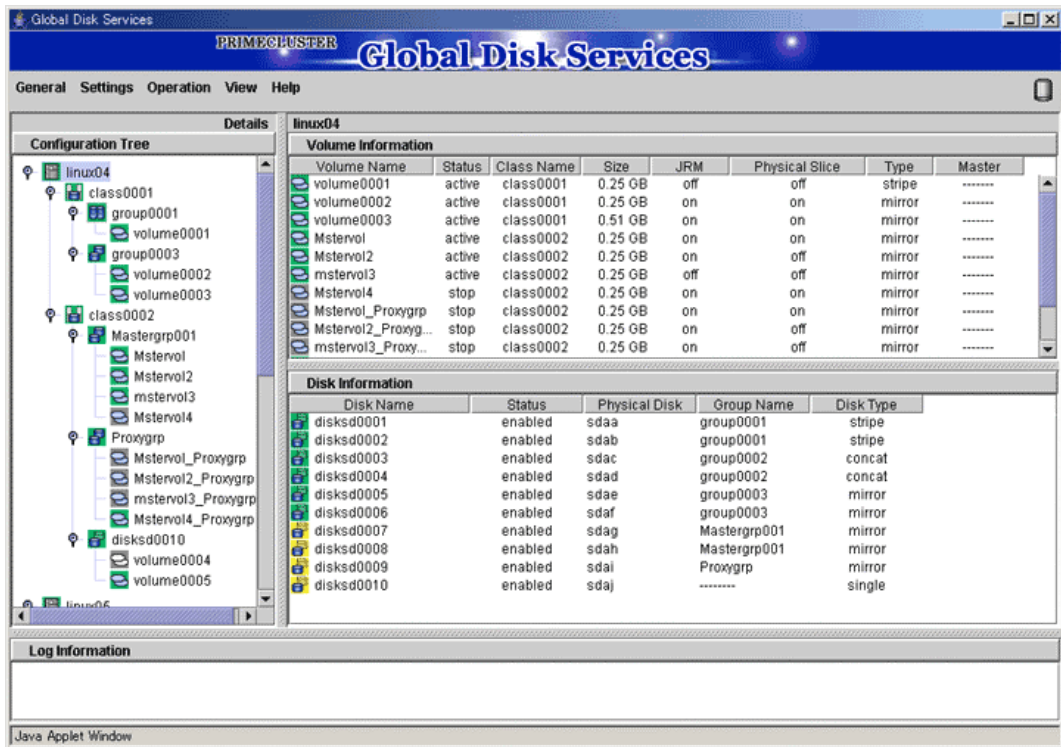 Global Disk Services
PRIMECLUSTER
Global Disk Services
General Settings Operation View Help
Details
Configuration Tree
linux04
class0001
group0001
volume0001
group0003
volume0002
volume0003
class0002
Mastergrp001
Mstervol
Mstervol2
mstervol3
Mstervol4
Proxygrp
Mstervol_Proxygrp
Mstervol2_Proxygrp
mstervol3_Proxygrp
Mstervol4_Proxygrp
disksd0010
volume0004
volume0005
linux04
Volume Information
Volume Name Status Class Name Size JRM Physical Slice Type Master
volume0001 active class0001 0.25 GB off off stripe -------
volume0002 active class0001 0.25 GB on on mirror -------
volume0003 active class0001 0.51 GB on on mirror -------
Mstervol active class0002 0.25 GB on on mirror -------
Mstervol2 active class0002 0.25 GB on on mirror -------
mstervol3 active class0002 0.25 GB off off mirror -------
Mstervol4 stop class0002 0.25 GB on on mirror -------
Mstervol_Proxygrp stop class0002 0.25 GB on on mirror -------
Mstervol2_Proxyg... stop class0002 0.25 GB on off mirror -------
mstervol3_Proxy... stop class0002 0.25 GB on off mirror -------
Disk Information
Disk Name Status Physical Disk Group Name Disk Type
disksd0001 enabled sdaa group0001 stripe
disksd0002 enabled sdab group0001 stripe
disksd0003 enabled sdac group0002 concat
disksd0004 enabled sdad group0002 concat
disksd0005 enabled sdae group0003 mirror
disksd0006 enabled sdaf group0003 mirror
disksd0007 enabled sdag Mastergrp001 mirror
disksd0008 enabled sdah Mastergrp001 mirror
disksd0009 enabled sdai Proxygrp mirror
disksd0010 enabled sdaj -------- single
Log Information
Java Applet Window